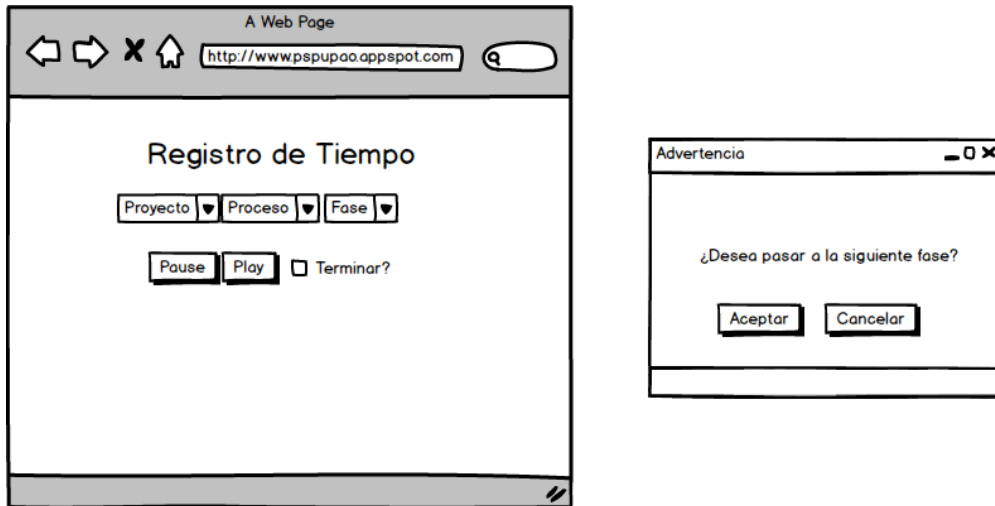 A Web Page
http://www.pspupao.appspot.com
Registro de Tiempo
Proyecto Proceso Fase
Pause Play Terminar?
Advertencia
¿Desea pasar a la siguiente fase?
Aceptar Cancelar